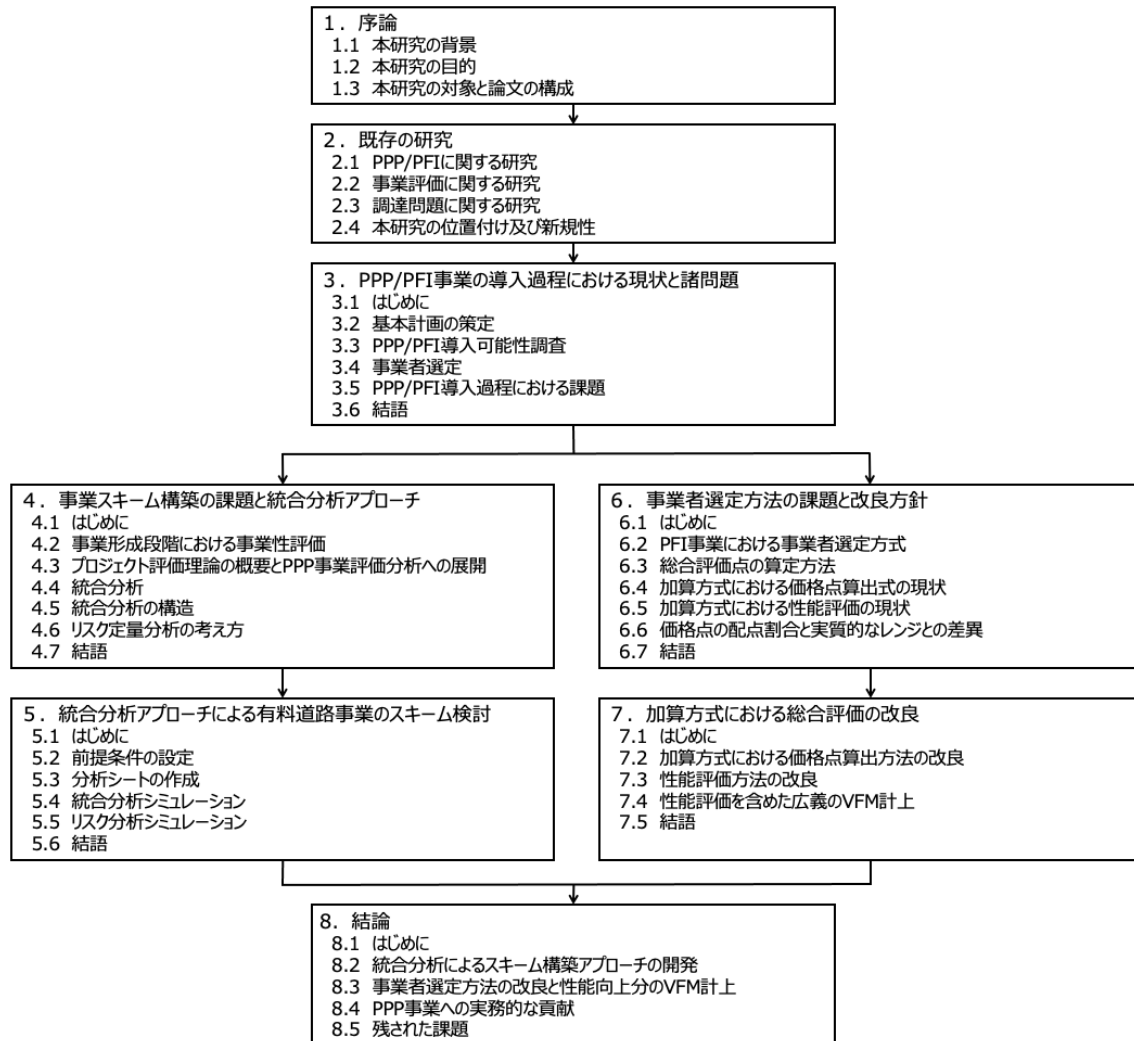 1．序論
1.1 本研究の背景
1.2 本研究の目的
1.3 本研究の対象と論文の構成
2．既存の研究
2.1 PPP/PFIに関する研究
2.2 事業評価に関する研究
2.3 調達問題に関する研究
2.4 本研究の位置付け及び新規性
3．PPP/PFI事業の導入過程における現状と諸問題
3.1 はじめに
3.2 基本計画の策定
3.3 PPP/PFI導入可能性調査
3.4 事業者選定
3.5 PPP/PFI導入過程における課題
3.6 結語
4．事業スキーム構築の課題と統合分析アプローチ
4.1 はじめに
4.2 事業形成段階における事業性評価
4.3 プロジェクト評価理論の概要とPPP事業評価分析への展開
4.4 統合分析
4.5 統合分析の構造
4.6 リスク定量分析の考え方
4.7 結語
5．統合分析アプローチによる有料道路事業のスキーム検討
5.1 はじめに
5.2 前提条件の設定
5.3 分析シートの作成
5.4 統合分析シミュレーション
5.5 リスク分析シミュレーション
5.6 結語
6．事業者選定方法の課題と改良方針
6.1 はじめに
6.2 PFI事業における事業者選定方式
6.3 総合評価点の算定方法
6.4 加算方式における価格点算出式の現状
6.5 加算方式における性能評価の現状
6.6 価格点の配点割合と実質的なレンジとの差異
6.7 結語
7．加算方式における総合評価の改良
7.1 はじめに
7.2 加算方式における価格点算出方法の改良
7.3 性能評価方法の改良
7.4 性能評価を含めた広義のVFM計上
7.5 結語
8．結論
8.1 はじめに
8.2 統合分析によるスキーム構築アプローチの開発
8.3 事業者選定方法の改良と性能向上分のVFM計上
8.4 PPP事業への実務的な貢献
8.5 残された課題